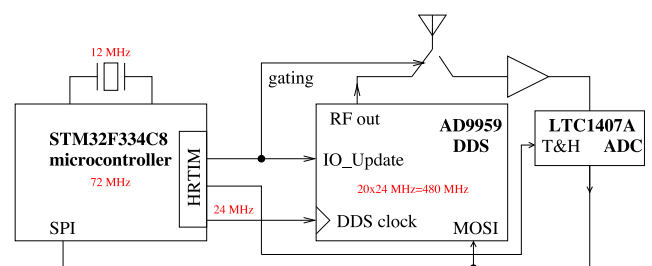 12 MHz
gating
STM32F334C8
microcontroller
72 MHz
HRTIM
SPI
24 MHz
RF out
AD9959
DDS
IO_Update
20x24 MHz=480 MHz
DDS clock
MOSI
LTC1407A
T&H ADC